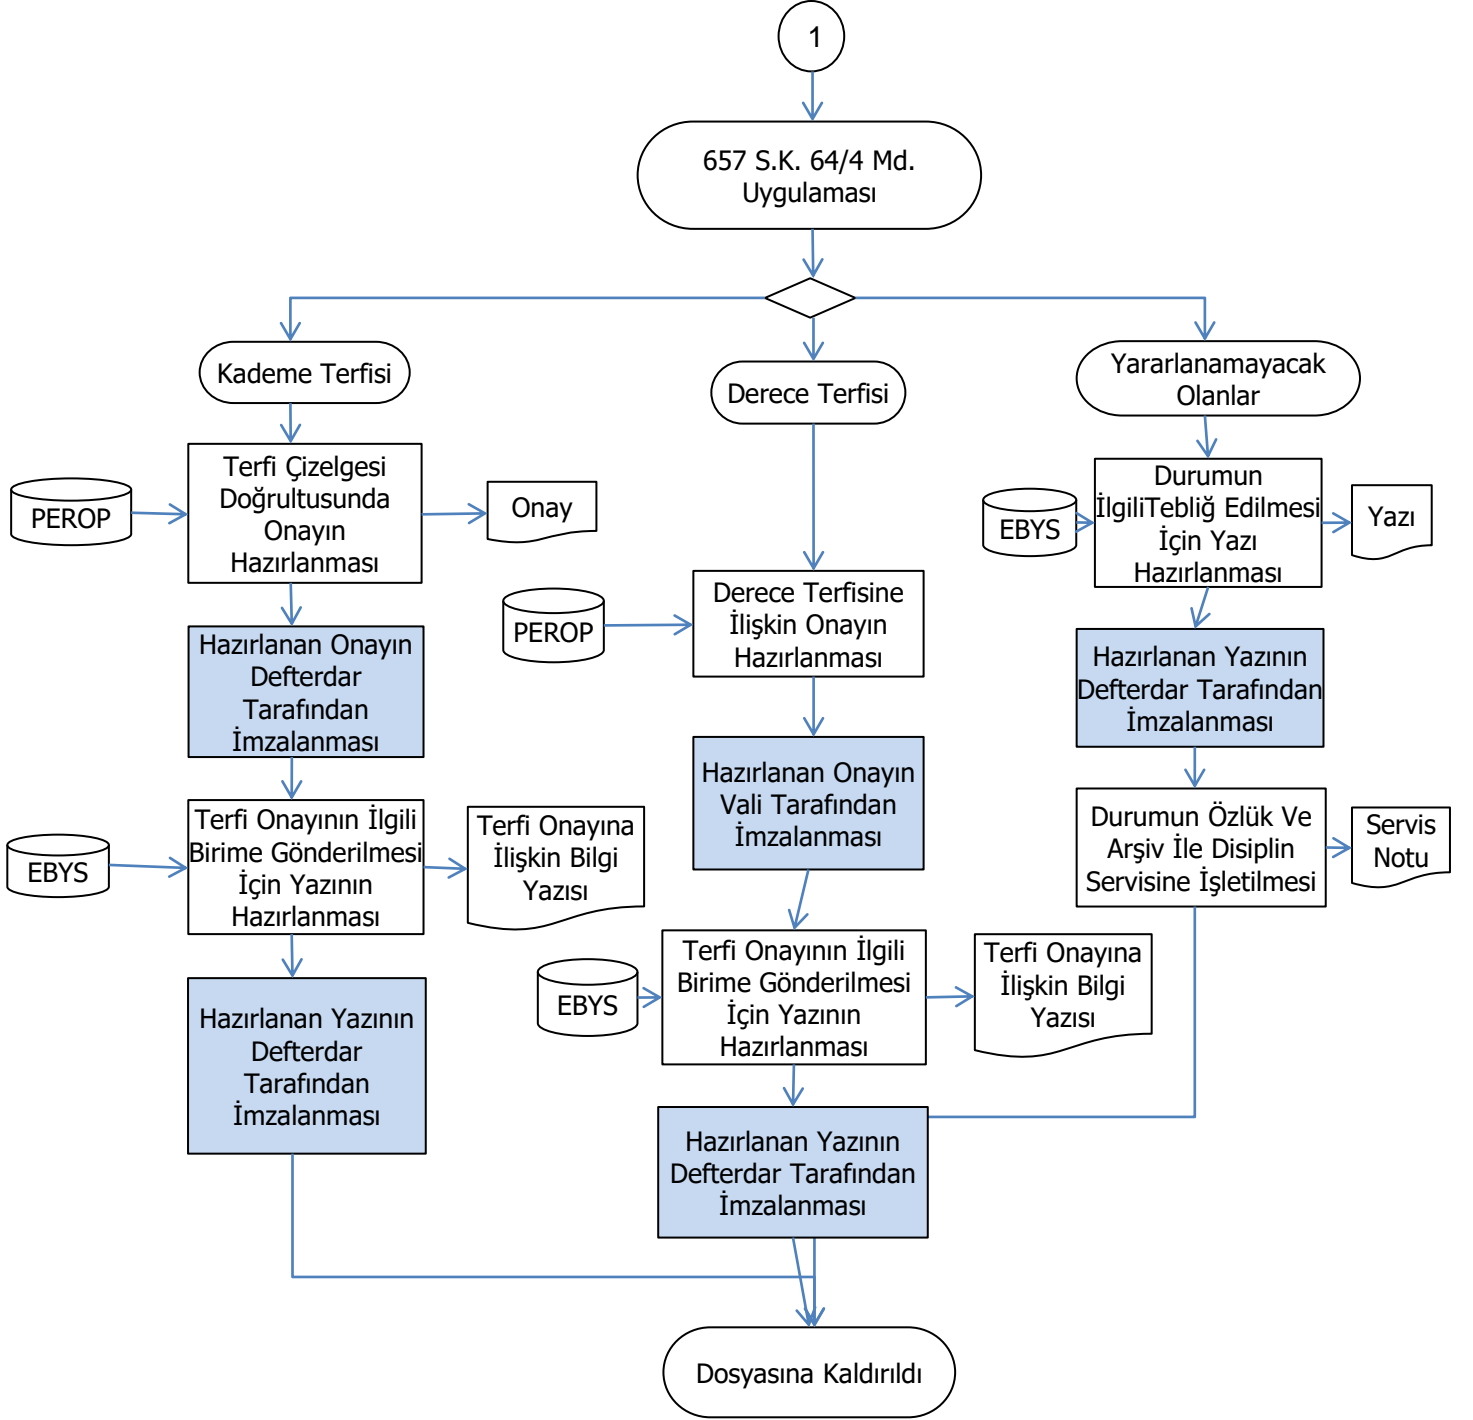 1
657 S.K. 64/4 Md.
Uygulaması
Kademe Terfisi
Derece Terfisi
Yararlanamayacak
Olanlar
PEROP
Terfi Çizelgesi
Doğrultusunda
Onayın
Hazırlanması
Onay
EBYS
Durumun
İlgiliTebliğ Edilmesi
İçin Yazı
Hazırlanması
Yazı
PEROP
Derece Terfisine
İlişkin Onayın
Hazırlanması
Hazırlanan Onayın
Defterdar
Tarafından
İmzalanması
Hazırlanan Yazının
Defterdar Tarafından
İmzalanması
Hazırlanan Onayın
Vali Tarafından
İmzalanması
EBYS
Terfi Onayının İlgili
Birime Gönderilmesi
İçin Yazının
Hazırlanması
Terfi Onayına
İlişkin Bilgi
Yazısı
Durumun Özlük Ve
Arşiv İle Disiplin
Servisine İşletilmesi
Servis
Notu
EBYS
Terfi Onayının İlgili
Birime Gönderilmesi
İçin Yazının
Hazırlanması
Terfi Onayına
İlişkin Bilgi
Yazısı
Hazırlanan Yazının
Defterdar
Tarafından
İmzalanması
Hazırlanan Yazının
Defterdar Tarafından
İmzalanması
Dosyasına Kaldırıldı